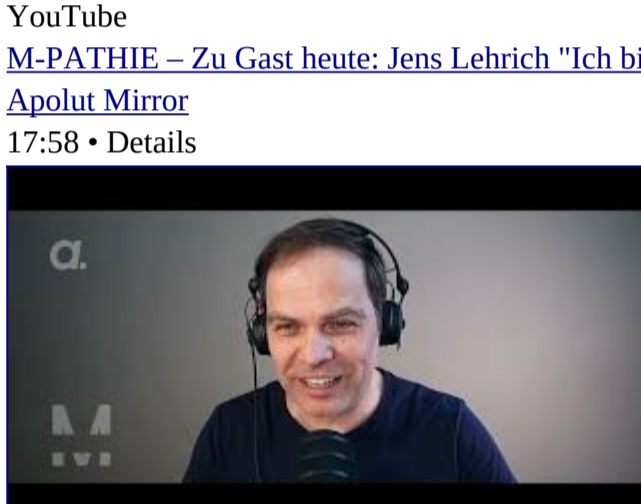 YouTube
M-PATHIE – Zu Gast heute: Jens Lehrich "Ich bi
Apolut Mirror
17:58 • Details
a.
M